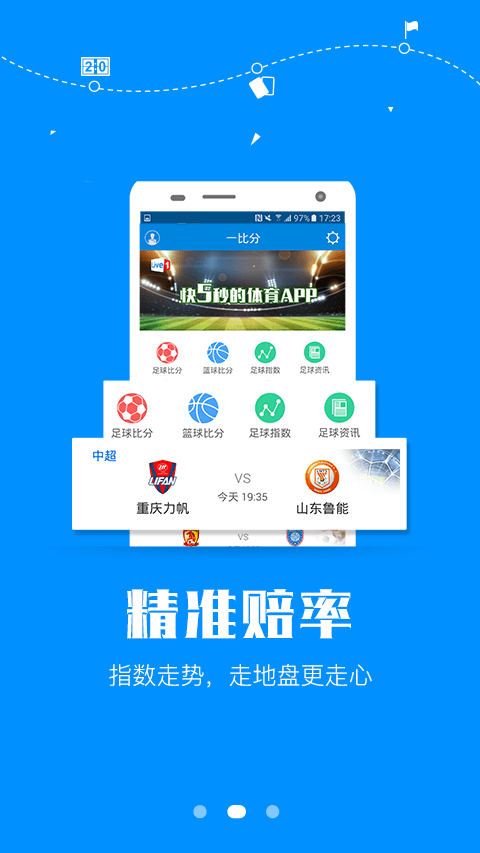 2 0
97% 17:23
一比分
Live 1
快5秒的体育APP
足球比分 篮球比分 足球指数 足球资讯
足球比分 篮球比分 足球指数 足球资讯
中超
LIFAN
VS
今天 19:35
重庆力帆 山东鲁能
VS
精准赔率
指数走势，走地盘更走心